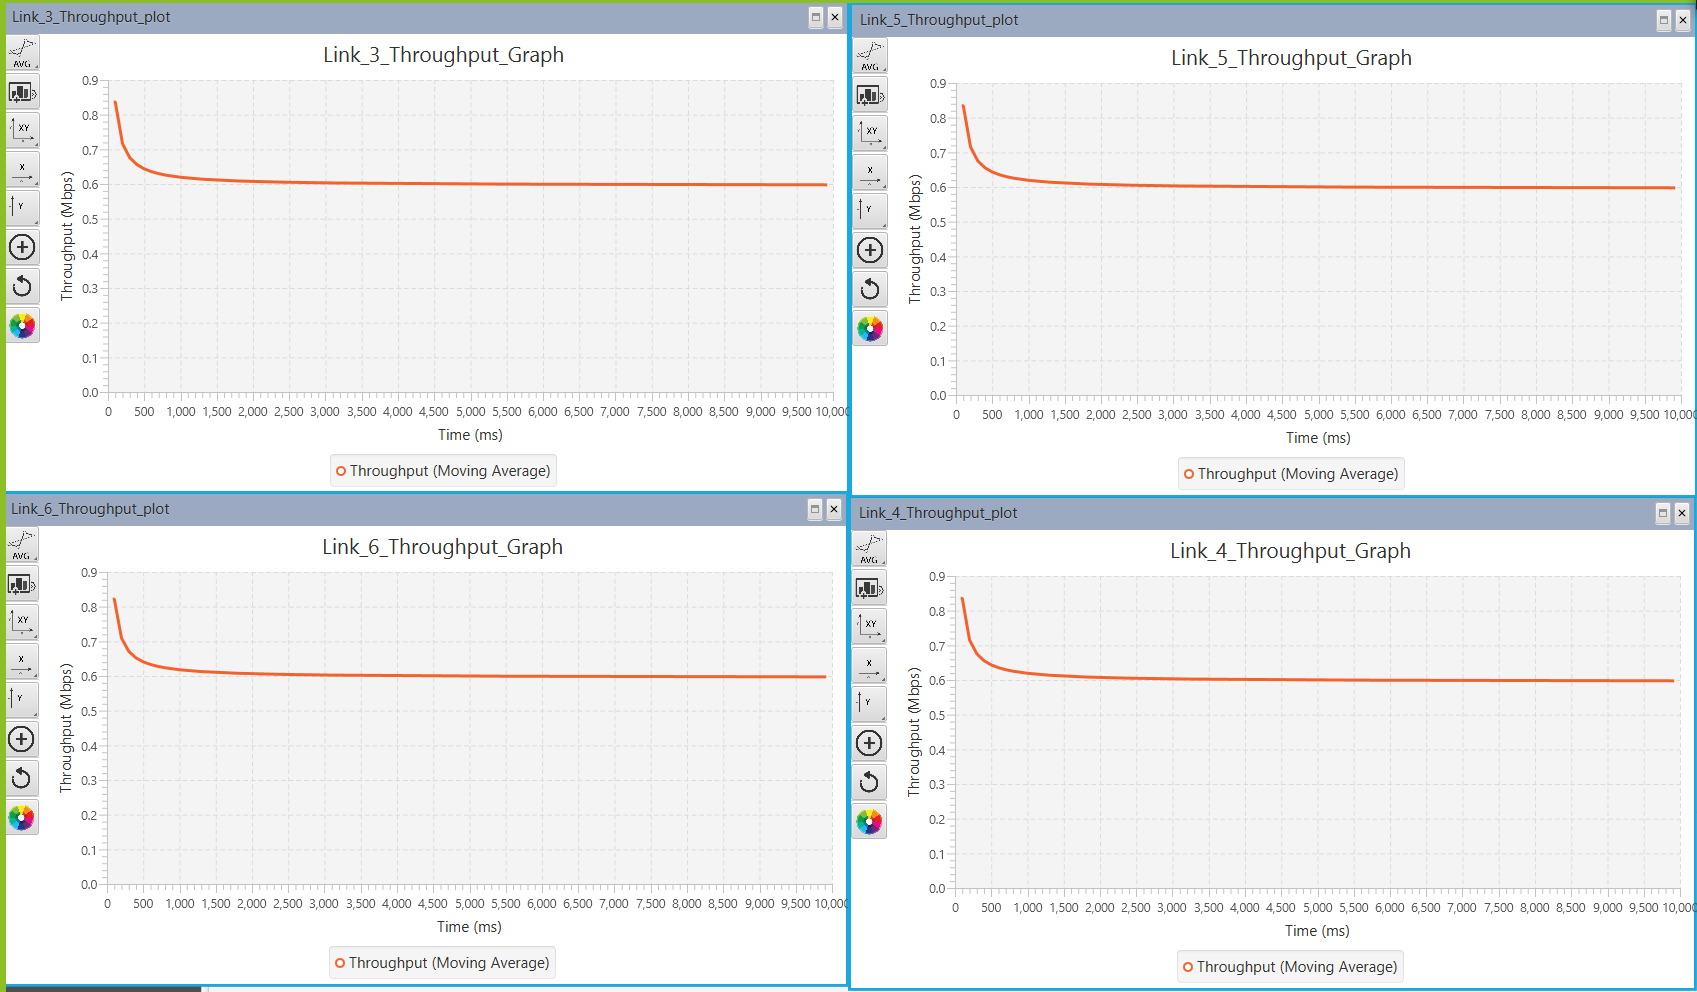 Link_3_Throughput_plot
Link_3_Throughput_Graph
AVG
XY
X
Y
Throughput (Mbps)
0.9
0.8
0.7
0.6
0.5
0.4
0.3
0.2
0.1
0.0
0 500 1,000 1,500 2,000 2,500 3,000 3,500 4,000 4,500 5,000 5,500 6,000 6,500 7,000 7,500 8,000 8,500 9,000 9,500 10,000
Time (ms)
Throughput (Moving Average)
Link_5_Throughput_plot
Link_5_Throughput_Graph
AVG
XY
X
Y
Throughput (Mbps)
0.9
0.8
0.7
0.6
0.5
0.4
0.3
0.2
0.1
0.0
0 500 1,000 1,500 2,000 2,500 3,000 3,500 4,000 4,500 5,000 5,500 6,000 6,500 7,000 7,500 8,000 8,500 9,000 9,500 10,000
Time (ms)
Throughput (Moving Average)
Link_6_Throughput_plot
Link_6_Throughput_Graph
AVG
XY
X
Y
Throughput (Mbps)
0.9
0.8
0.7
0.6
0.5
0.4
0.3
0.2
0.1
0.0
0 500 1,000 1,500 2,000 2,500 3,000 3,500 4,000 4,500 5,000 5,500 6,000 6,500 7,000 7,500 8,000 8,500 9,000 9,500 10,000
Time (ms)
Throughput (Moving Average)
Link_4_Throughput_plot
Link_4_Throughput_Graph
AVG
XY
X
Y
Throughput (Mbps)
0.9
0.8
0.7
0.6
0.5
0.4
0.3
0.2
0.1
0.0
0 500 1,000 1,500 2,000 2,500 3,000 3,500 4,000 4,500 5,000 5,500 6,000 6,500 7,000 7,500 8,000 8,500 9,000 9,500 10,000
Time (ms)
Throughput (Moving Average)